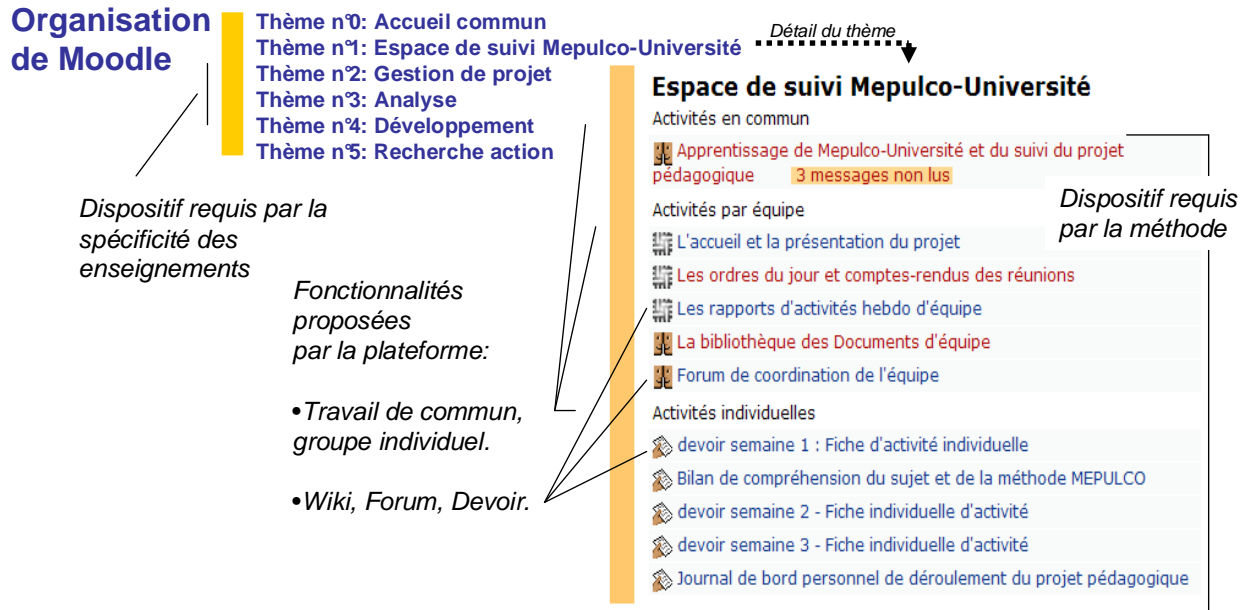 Organisation
de Moodle
Thème n°0: Accueil commun
Thème n°1: Espace de suivi Mepulco-Université
Thème n°2: Gestion de projet
Thème n°3: Analyse
Thème n°4: Développement
Thème n°5: Recherche action
Détail du thème
Dispositif requis par la
spécificité des
enseignements
Fonctionnalités
proposées
par la plateforme:
•Travail de commun,
groupe individuel.
•Wiki, Forum, Devoir.
Espace de suivi Mepulco-Université
Activités en commun
Apprentissage de Mepulco-Université et du suivi du projet
pédagogique 3 messages non lus
Activités par équipe
L'accueil et la présentation du projet
Les ordres du jour et comptes-rendus des réunions
Les rapports d'activités hebdo d'équipe
La bibliothèque des Documents d'équipe
Forum de coordination de l'équipe
Activités individuelles
devoir semaine 1 : Fiche d'activité individuelle
Bilan de compréhension du sujet et de la méthode MEPULCO
devoir semaine 2 - Fiche individuelle d'activité
devoir semaine 3 - Fiche individuelle d'activité
Journal de bord personnel de déroulement du projet pédagogique
Dispositif requis
par la méthode